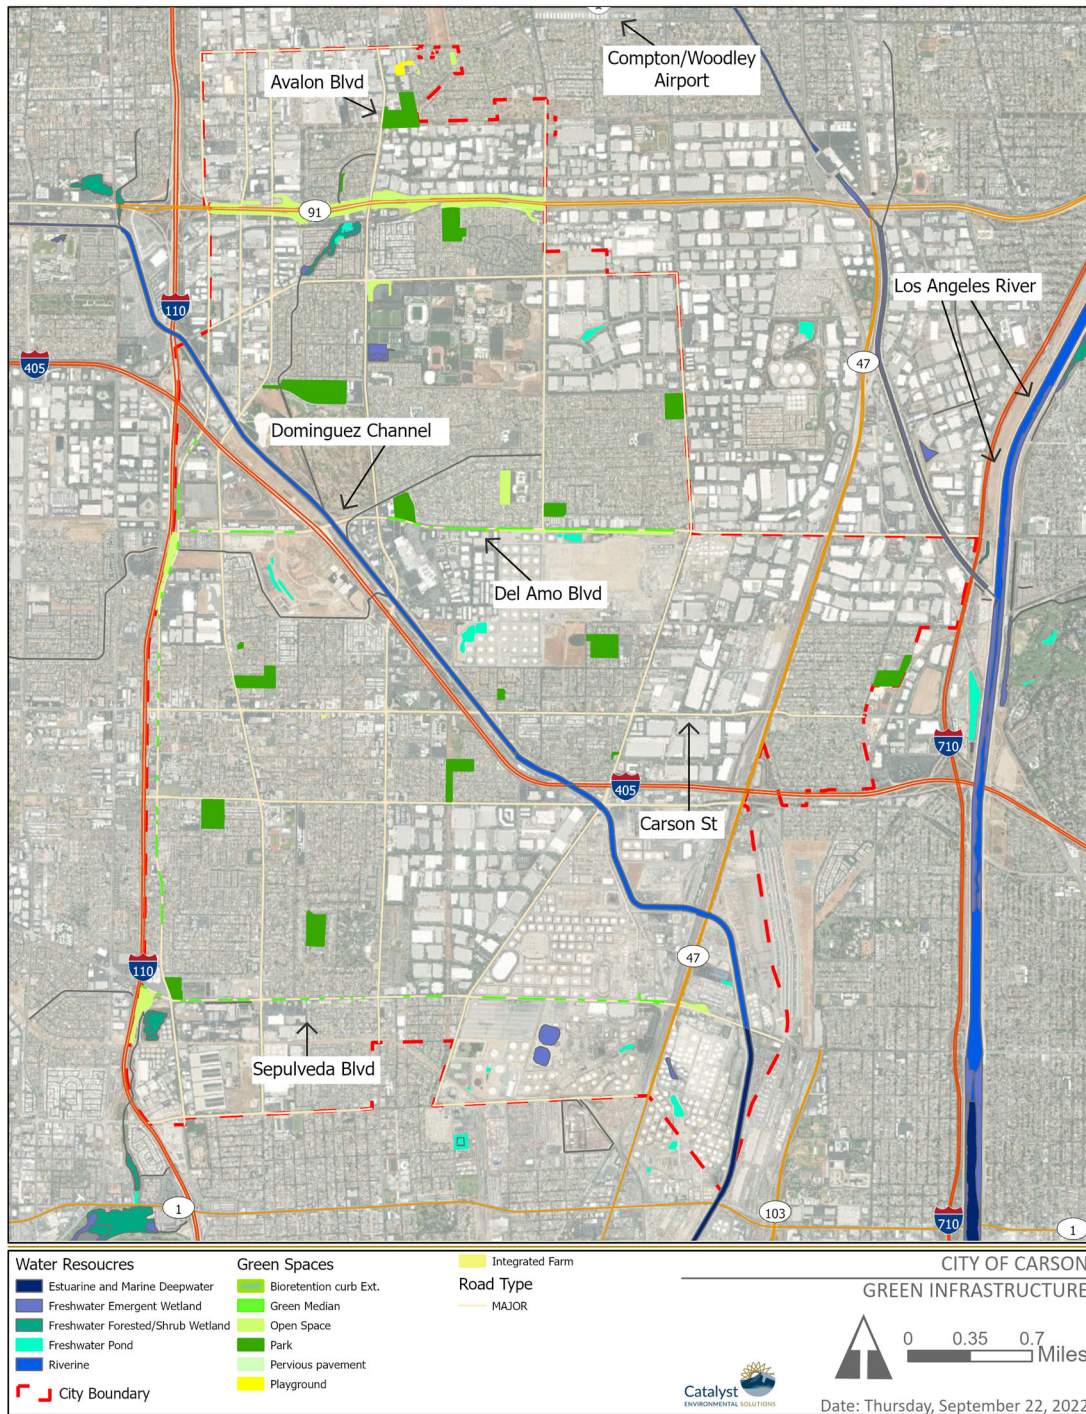 Compton/Woodley
Airport
Avalon Blvd
91
Los Angeles River
110
405
47
Dominguez Channel
Del Amo Blvd
710
405
Carson St
47
110
Sepulveda Blvd
1
103
710
1
Water Resoucres
Estuarine and Marine Deepwater
Freshwater Emergent Wetland
Freshwater Forested/Shrub Wetland
Freshwater Pond
Riverine
City Boundary
Green Spaces
Bioretention curb Ext.
Green Median
Open Space
Park
Pervious pavement
Playground
Integrated Farm
Road Type
MAJOR
CITY OF CARSON
GREEN INFRASTRUCTURE
0 0.35 0.7
Miles
Catalyst
ENVIRONMENTAL SOLUTIONS
Date: Thursday, September 22, 2022